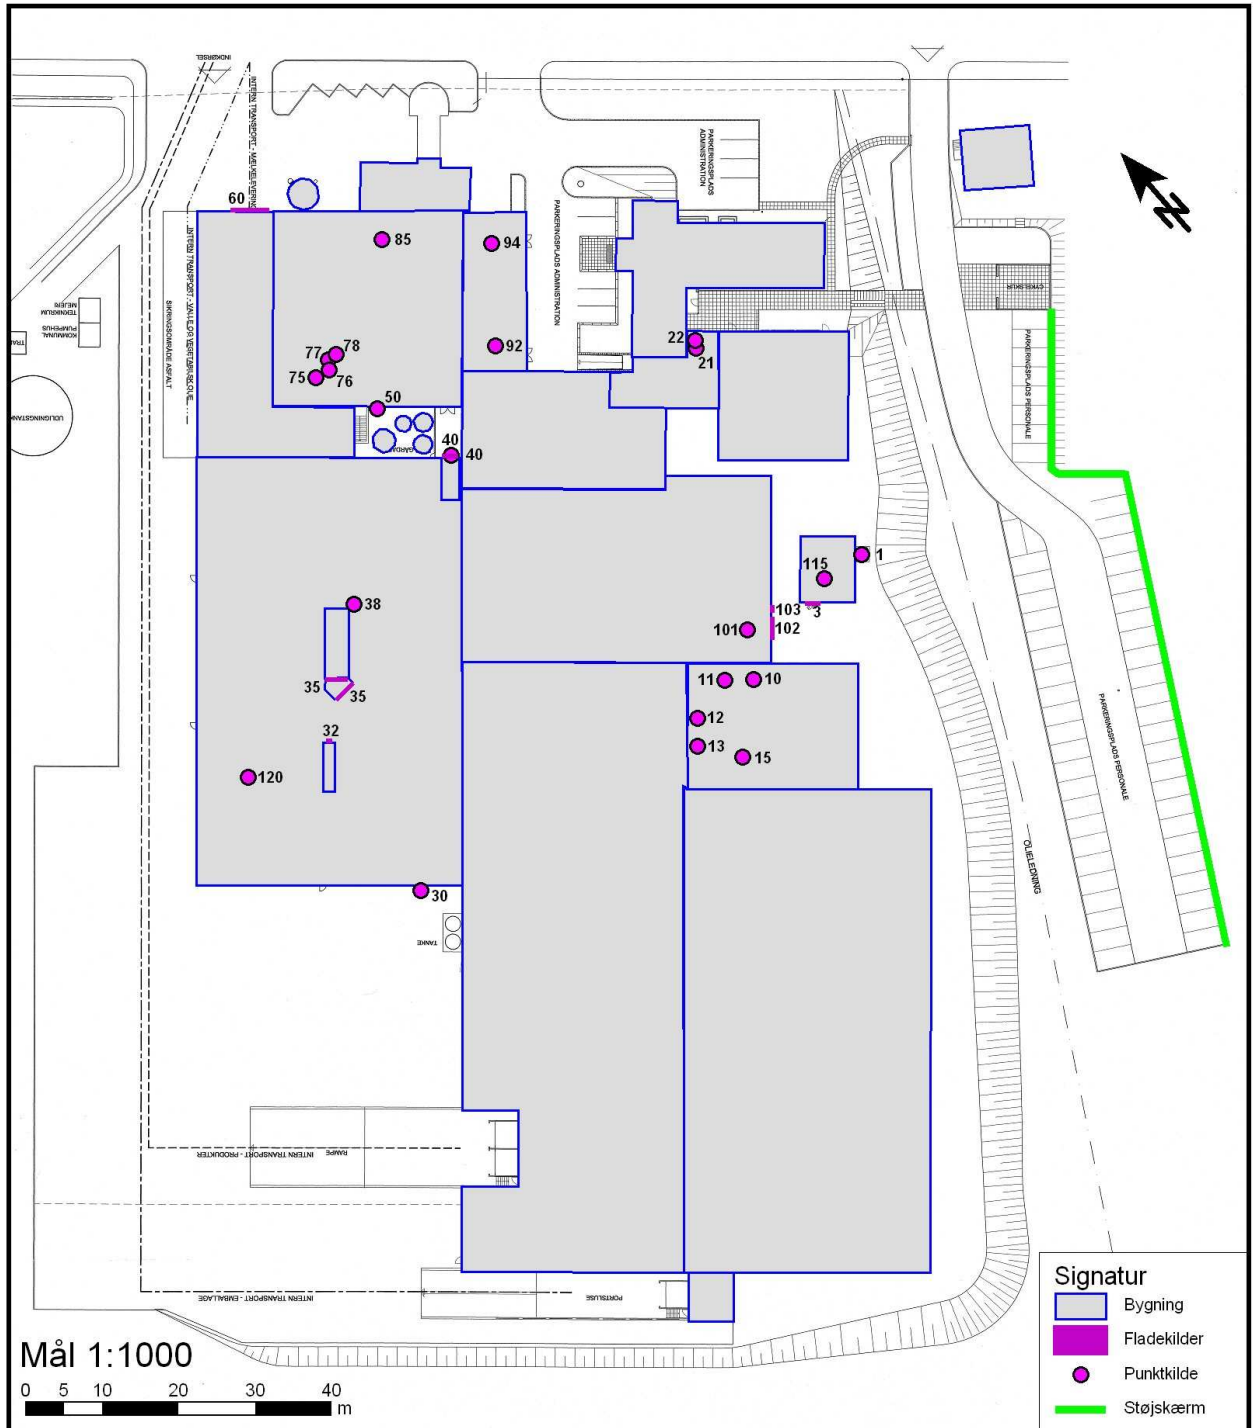 INDKØRSEL
INTERN TRANSPORT - MÆLKELEVERING
60
85
94
PARKERINGSPLADS
ADMINISTRATION
PARKERINGSPLADS ADMINISTRATION
INTERN TRANSPORT - VALLE OG VEGETABILSK OLIE
SIKRINGSOMRÅDE ASFALT
TEKNIKRUM
MEJERI
KOMMUNAL
PUMPEHUS
UDLIGNINGSTANK
CYKELSKUR
PARKERINGSPLADS PERSONALE
77
78
75
76
92
22
21
50
40
40
1
115
103
3
38
101
102
35
35
11
10
12
32
13
15
120
PARKERINGSPLADS PERSONALE
OLIELEDNING
30
TANKE
INTERN TRANSPORT - PRODUKTER
RAMPE
INTERN TRANSPORT - EMBALLAGE
PORTSLUSE
Signatur
Bygning
Fladekilder
Punktkilde
Støjskærm
Mål 1:1000
0 5 10 20 30 40
m